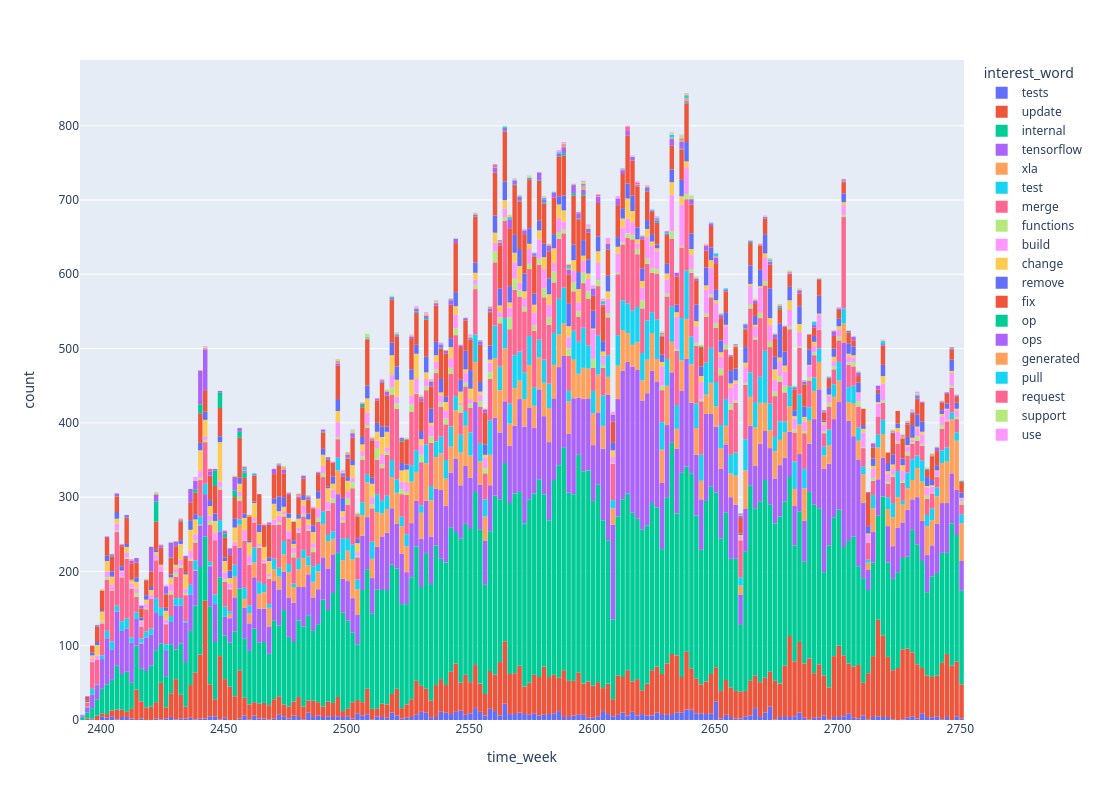 interest_word
tests
update
internal
tensorflow
xla
test
merge
functions
build
change
remove
fix
op
ops
generated
pull
request
support
use
800
700
600
500
400
300
200
100
0
count
2400 2450 2500 2550 2600 2650 2700 2750
time_week